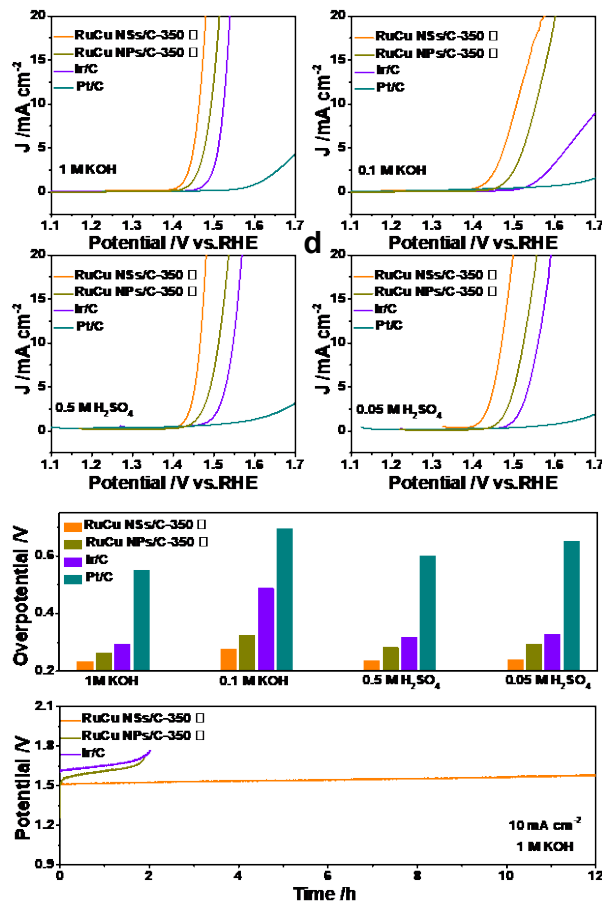 RuCu NSs/C-350 □
RuCu NPs/C-350 □
Ir/C
Pt/C
1 M KOH
J /mA cm-2
20
15
10
5
0
1.1 1.2 1.3 1.4 1.5 1.6 1.7
Potential /V vs.RHE
RuCu NSs/C-350 □
RuCu NPs/C-350 □
Ir/C
Pt/C
0.1 M KOH
J /mA cm-2
20
15
10
5
0
1.1 1.2 1.3 1.4 1.5 1.6 1.7
Potential /V vs.RHE
d
RuCu NSs/C-350 □
RuCu NPs/C-350 □
Ir/C
Pt/C
0.5 M H2SO4
J /mA cm-2
20
15
10
5
0
1.1 1.2 1.3 1.4 1.5 1.6 1.7
Potential /V vs.RHE
RuCu NSs/C-350 □
RuCu NPs/C-350 □
Ir/C
Pt/C
0.05 M H2SO4
J /mA cm-2
20
15
10
5
0
1.1 1.2 1.3 1.4 1.5 1.6 1.7
Potential /V vs.RHE
RuCu NSs/C-350 □
RuCu NPs/C-350 □
Ir/C
Pt/C
Overpotential /V
0.6
0.4
0.2
1M KOH 0.1 M KOH 0.5 M H2SO4 0.05 M H2SO4
RuCu NSs/C-350 □
RuCu NPs/C-350 □
Ir/C
Potential /V
2.1
1.8
1.5
1.2
0.9
10 mA cm-2
1 M KOH
0 2 4 6 8 10 12
Time /h